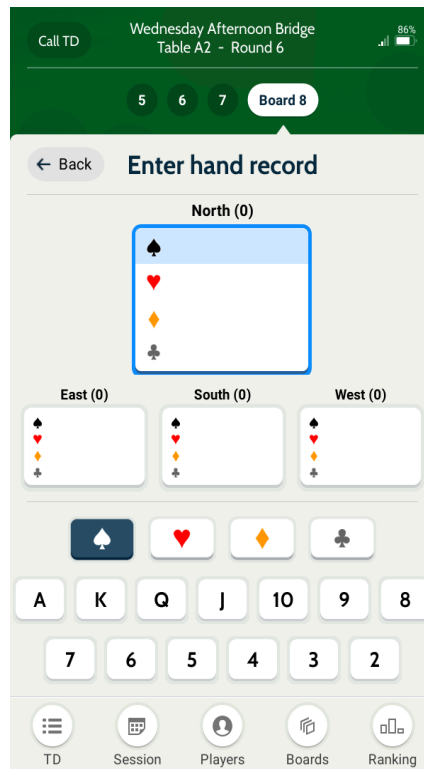 Call TD
Wednesday Afternoon Bridge
Table A2 - Round 6
86%
5 6 7 Board 8
← Back
Enter hand record
North (0)
♠
♥
♦
♣
East (0) South (0) West (0)
♠ ♠ ♠
♥ ♥ ♥
♦ ♦ ♦
♣ ♣ ♣
♠ ♥ ♦ ♣
A K Q J 10 9 8
7 6 5 4 3 2
TD Session Players Boards Ranking